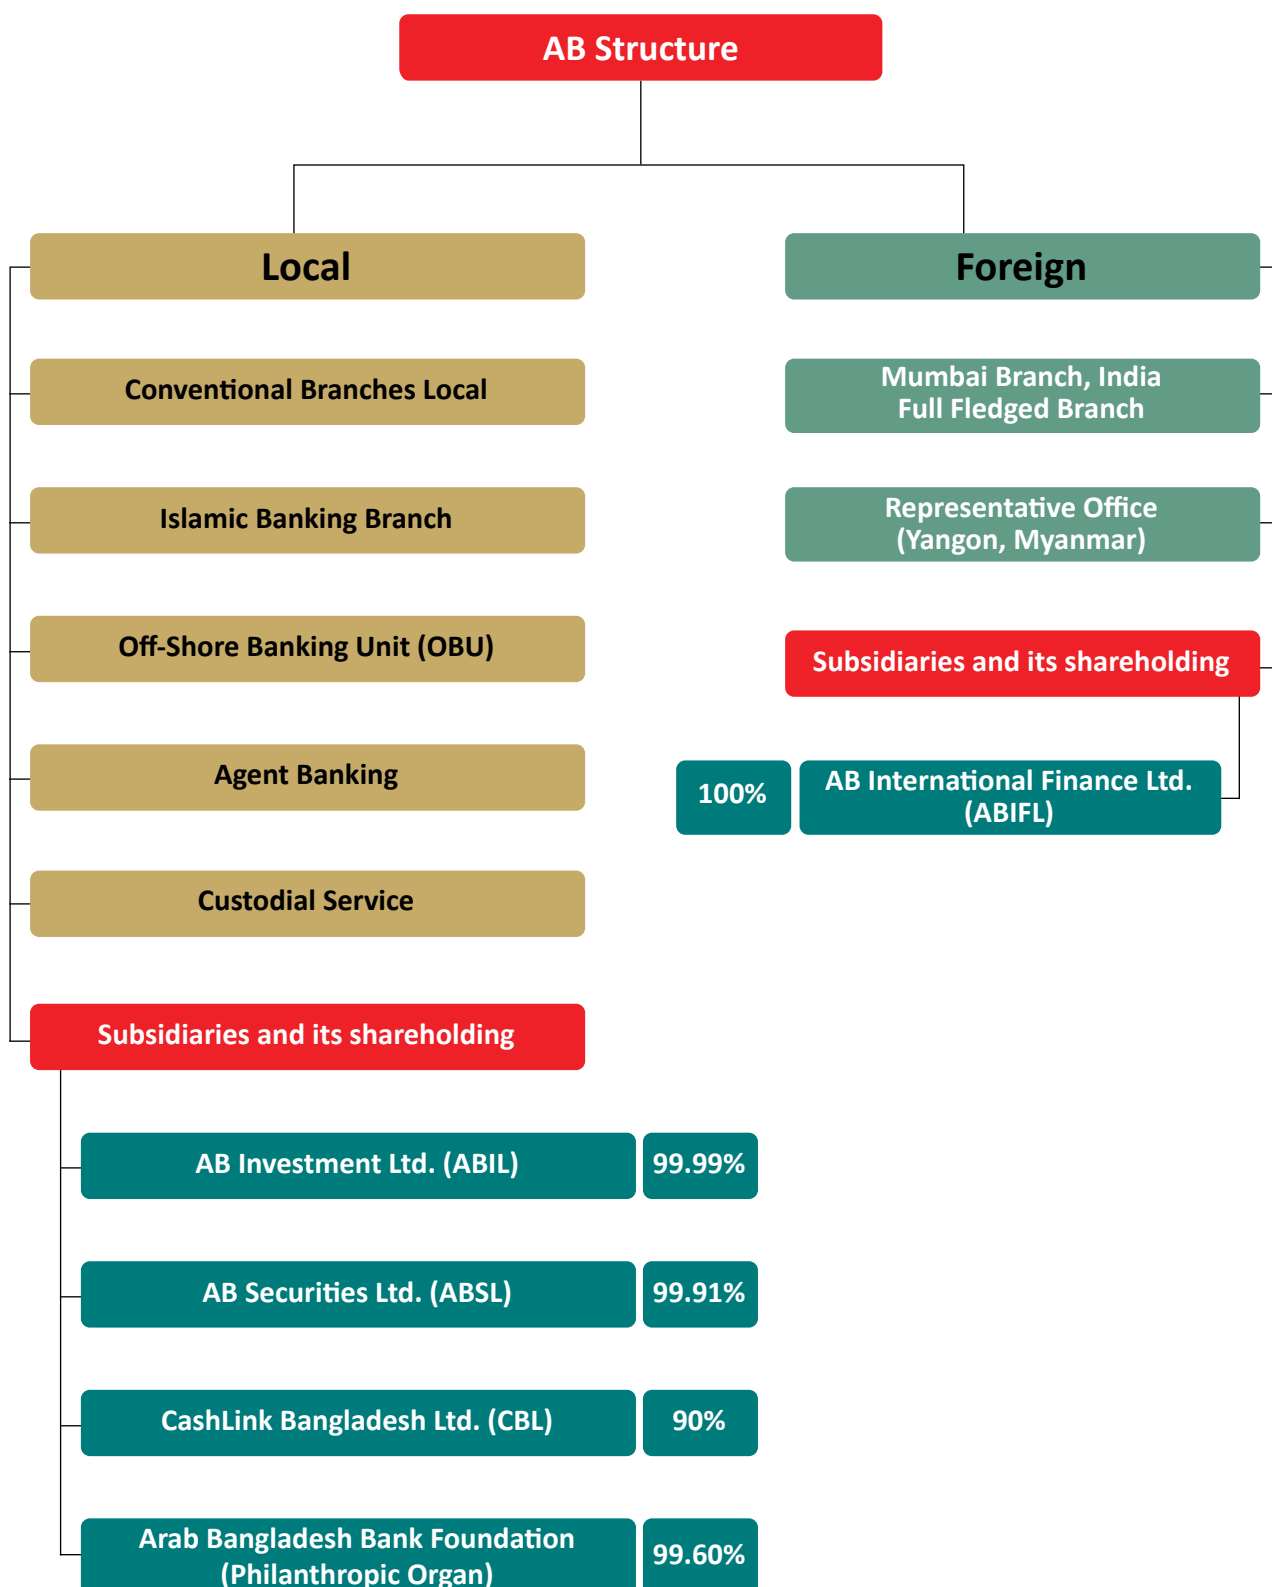 AB Structure
Local
Conventional Branches Local
Islamic Banking Branch
Off-Shore Banking Unit (OBU)
Agent Banking
Custodial Service
Subsidiaries and its shareholding
AB Investment Ltd. (ABIL) 99.99%
AB Securities Ltd. (ABSL) 99.91%
CashLink Bangladesh Ltd. (CBL) 90%
Arab Bangladesh Bank Foundation
(Philanthropic Organ)
99.60%
Foreign
Mumbai Branch, India
Full Fledged Branch
Representative Office
(Yangon, Myanmar)
Subsidiaries and its shareholding
100%
AB International Finance Ltd.
(ABIFL)